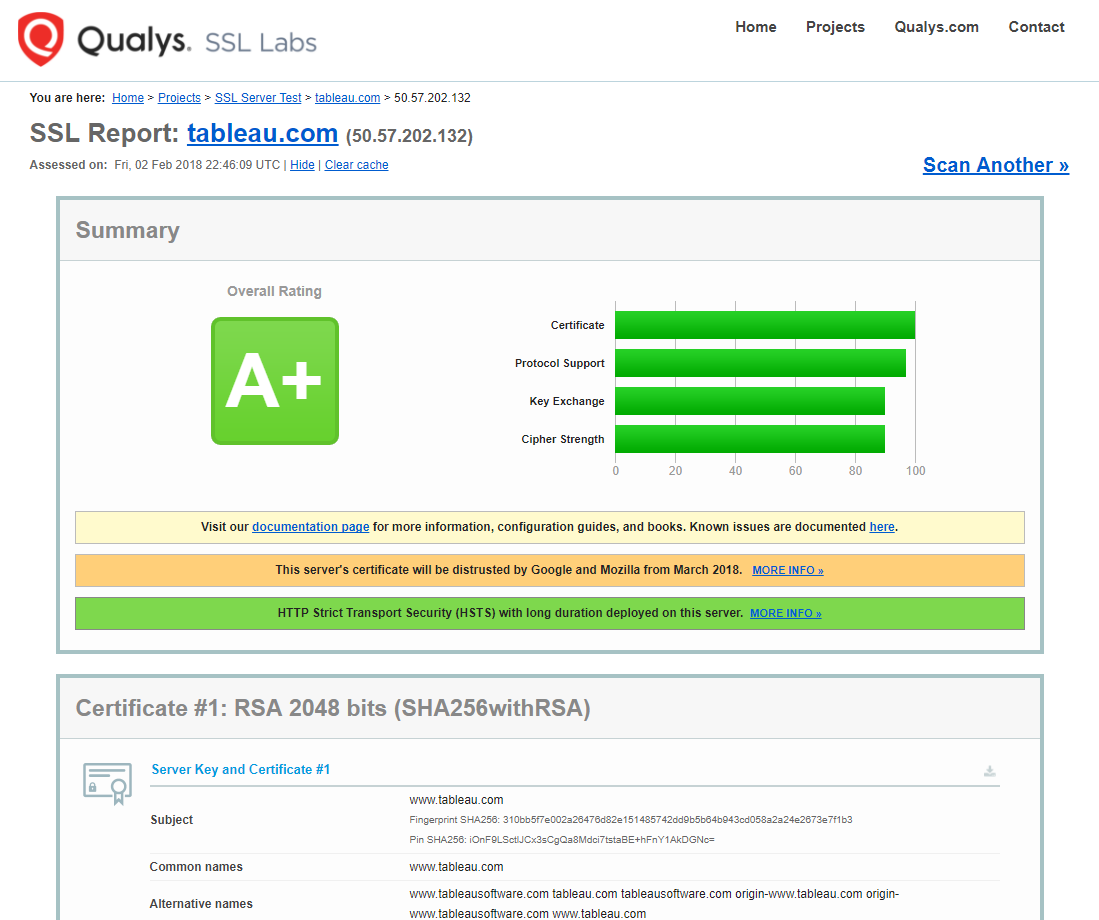 Qualys. SSL Labs
Home Projects Qualys.com Contact
You are here: Home > Projects > SSL Server Test > tableau.com > 50.57.202.132
SSL Report: tableau.com (50.57.202.132)
Assessed on: Fri, 02 Feb 2018 22:46:09 UTC | Hide | Clear cache
Scan Another »
Summary
Overall Rating
A+
Certificate
Protocol Support
Key Exchange
Cipher Strength
0 20 40 60 80 100
Visit our documentation page for more information, configuration guides, and books. Known issues are documented here.
This server's certificate will be distrusted by Google and Mozilla from March 2018. MORE INFO »
HTTP Strict Transport Security (HSTS) with long duration deployed on this server. MORE INFO »
Certificate #1: RSA 2048 bits (SHA256withRSA)
Server Key and Certificate #1
Subject
www.tableau.com
Fingerprint SHA256: 310bb5f7e002a26476d82e151485742dd9b5b64b943cd058a2a24e2673e7f1b3
Pin SHA256: iOnF9LSctIJCx3sCgQa8Mdci7tstaBE+hFnY1AkDGNc=
Common names www.tableau.com
Alternative names
www.tableausoftware.com tableau.com tableausoftware.com origin-www.tableau.com origin-
www.tableausoftware.com www.tableau.com